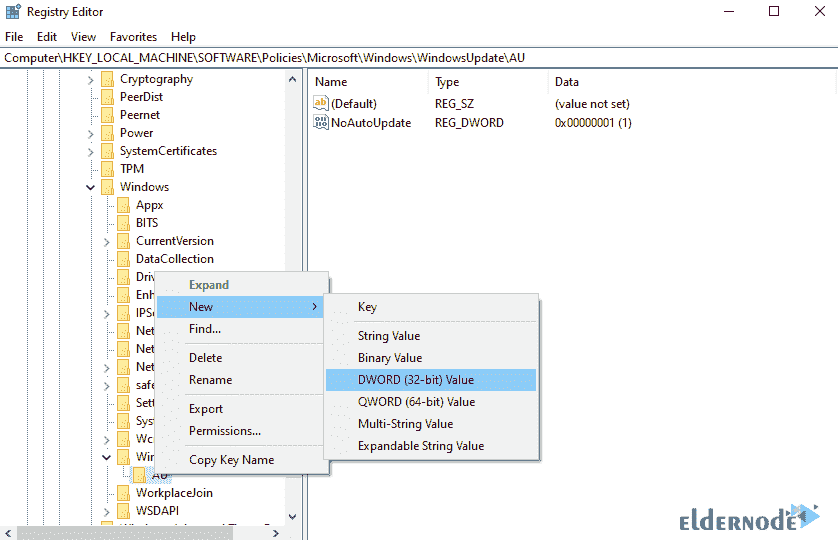 Registry Editor
File Edit View Favorites Help
Computer\HKEY_LOCAL_MACHINE\SOFTWARE\Policies\Microsoft\Windows\WindowsUpdate\AU
Cryptography
PeerDist
Peernet
Power
SystemCertificates
TPM
Windows
Appx
BITS
CurrentVersion
DataCollection
Driv
Enh
IPSe
Net
Net
Net
safe
Sett
Syst
Wc
Win
AU
WorkplaceJoin
WSDAPI
Name Type Data
(Default) REG_SZ (value not set)
NoAutoUpdate REG_DWORD 0x00000001 (1)
Expand
New
Find...
Delete
Rename
Export
Permissions...
Copy Key Name
Key
String Value
Binary Value
DWORD (32-bit) Value
QWORD (64-bit) Value
Multi-String Value
Expandable String Value
ELDERNODE